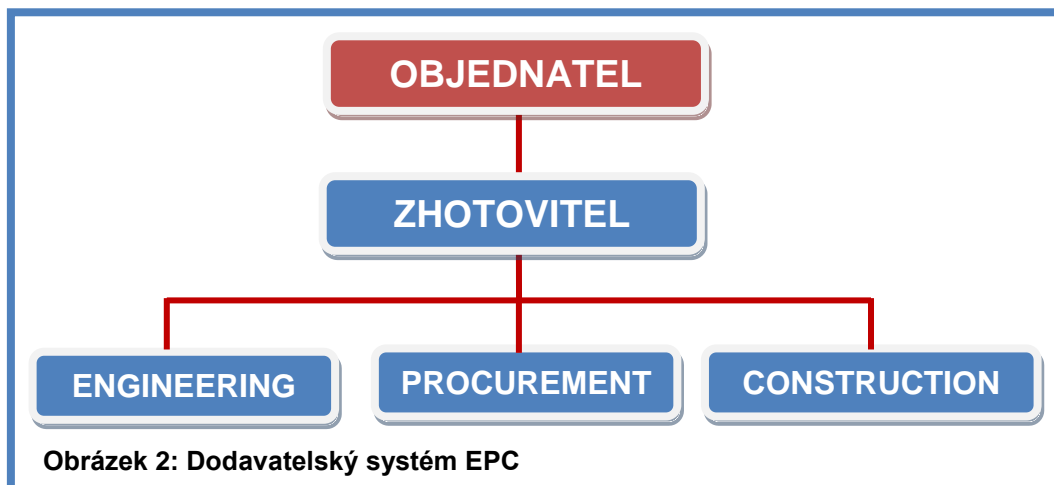 OBJEDNATEL
ZHOTOVITEL
ENGINEERING
PROCUREMENT
CONSTRUCTION
Obrázek 2: Dodavatelský systém EPC